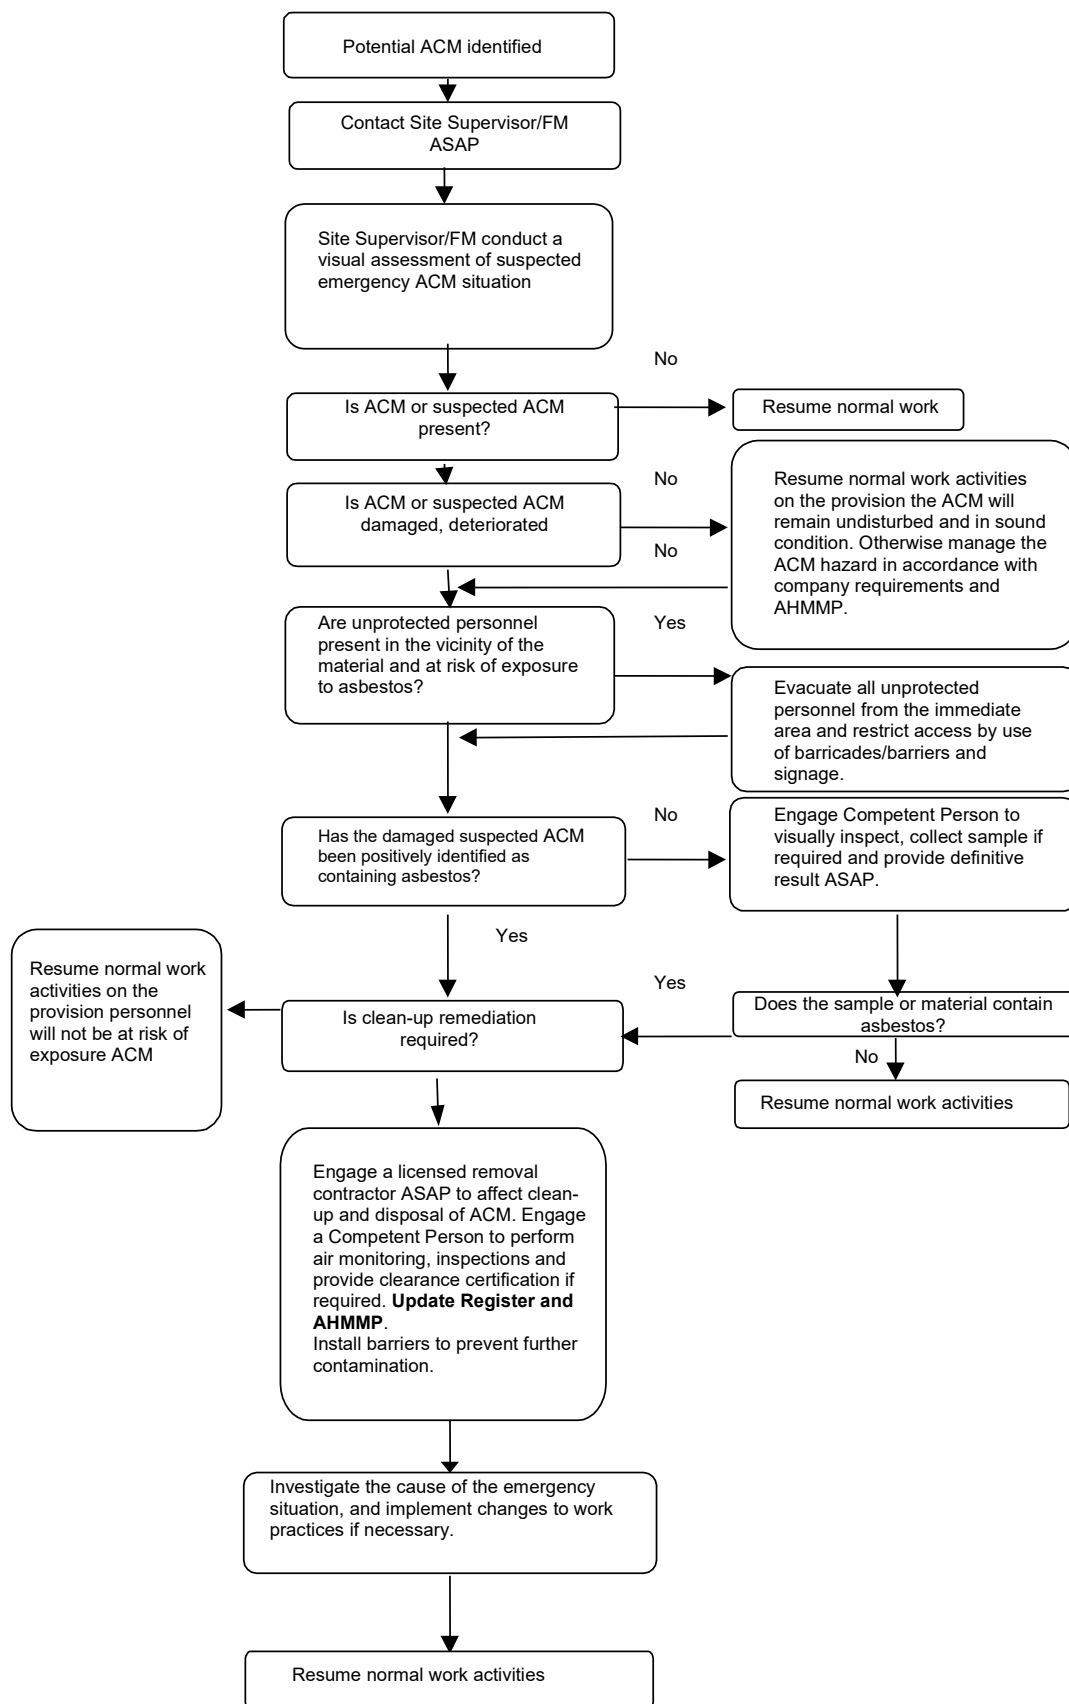 Potential ACM identified
Contact Site Supervisor/FM
ASAP
Site Supervisor/FM conduct a
visual assessment of suspected
emergency ACM situation
No
Is ACM or suspected ACM
present?
Resume normal work
No
Is ACM or suspected ACM
damaged, deteriorated
Resume normal work activities
on the provision the ACM will
remain undisturbed and in sound
condition. Otherwise manage the
ACM hazard in accordance with
company requirements and
AHMMP.
No
Are unprotected personnel
present in the vicinity of the
material and at risk of exposure
to asbestos?
Yes
Evacuate all unprotected
personnel from the immediate
area and restrict access by use
of barricades/barriers and
signage.
Has the damaged suspected ACM
been positively identified as
containing asbestos?
No
Engage Competent Person to
visually inspect, collect sample if
required and provide definitive
result ASAP.
Yes
Resume normal work
activities on the
provision personnel
will not be at risk of
exposure ACM
Is clean-up remediation
required?
Yes
Does the sample or material contain
asbestos?
No
Resume normal work activities
Engage a licensed removal
contractor ASAP to affect clean-
up and disposal of ACM. Engage
a Competent Person to perform
air monitoring, inspections and
provide clearance certification if
required. Update Register and
AHMMP.
Install barriers to prevent further
contamination.
Investigate the cause of the emergency
situation, and implement changes to work
practices if necessary.
Resume normal work activities